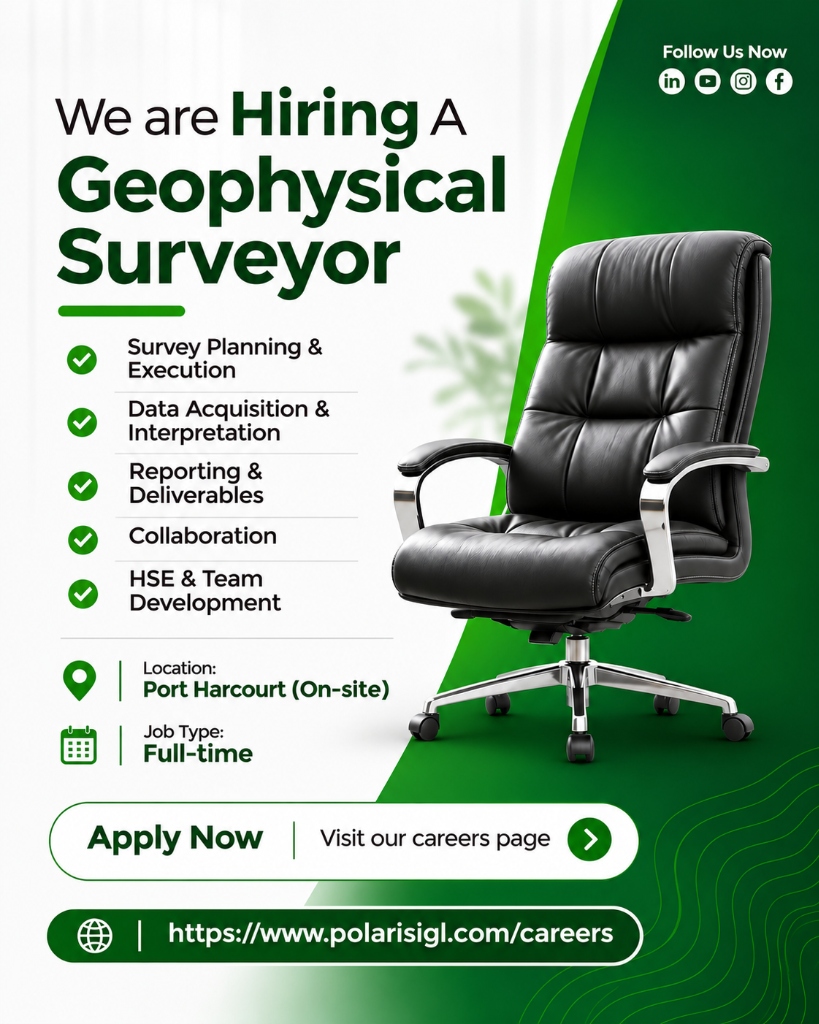 Follow Us Now
We are Hiring A
Geophysical
Surveyor
Survey Planning &
Execution
Data Acquisition &
Interpretation
Reporting &
Deliverables
Collaboration
HSE & Team
Development
Location:
Port Harcourt (On-site)
Job Type:
Full-time
Apply Now
Visit our careers page
https://www.polarisigl.com/careers